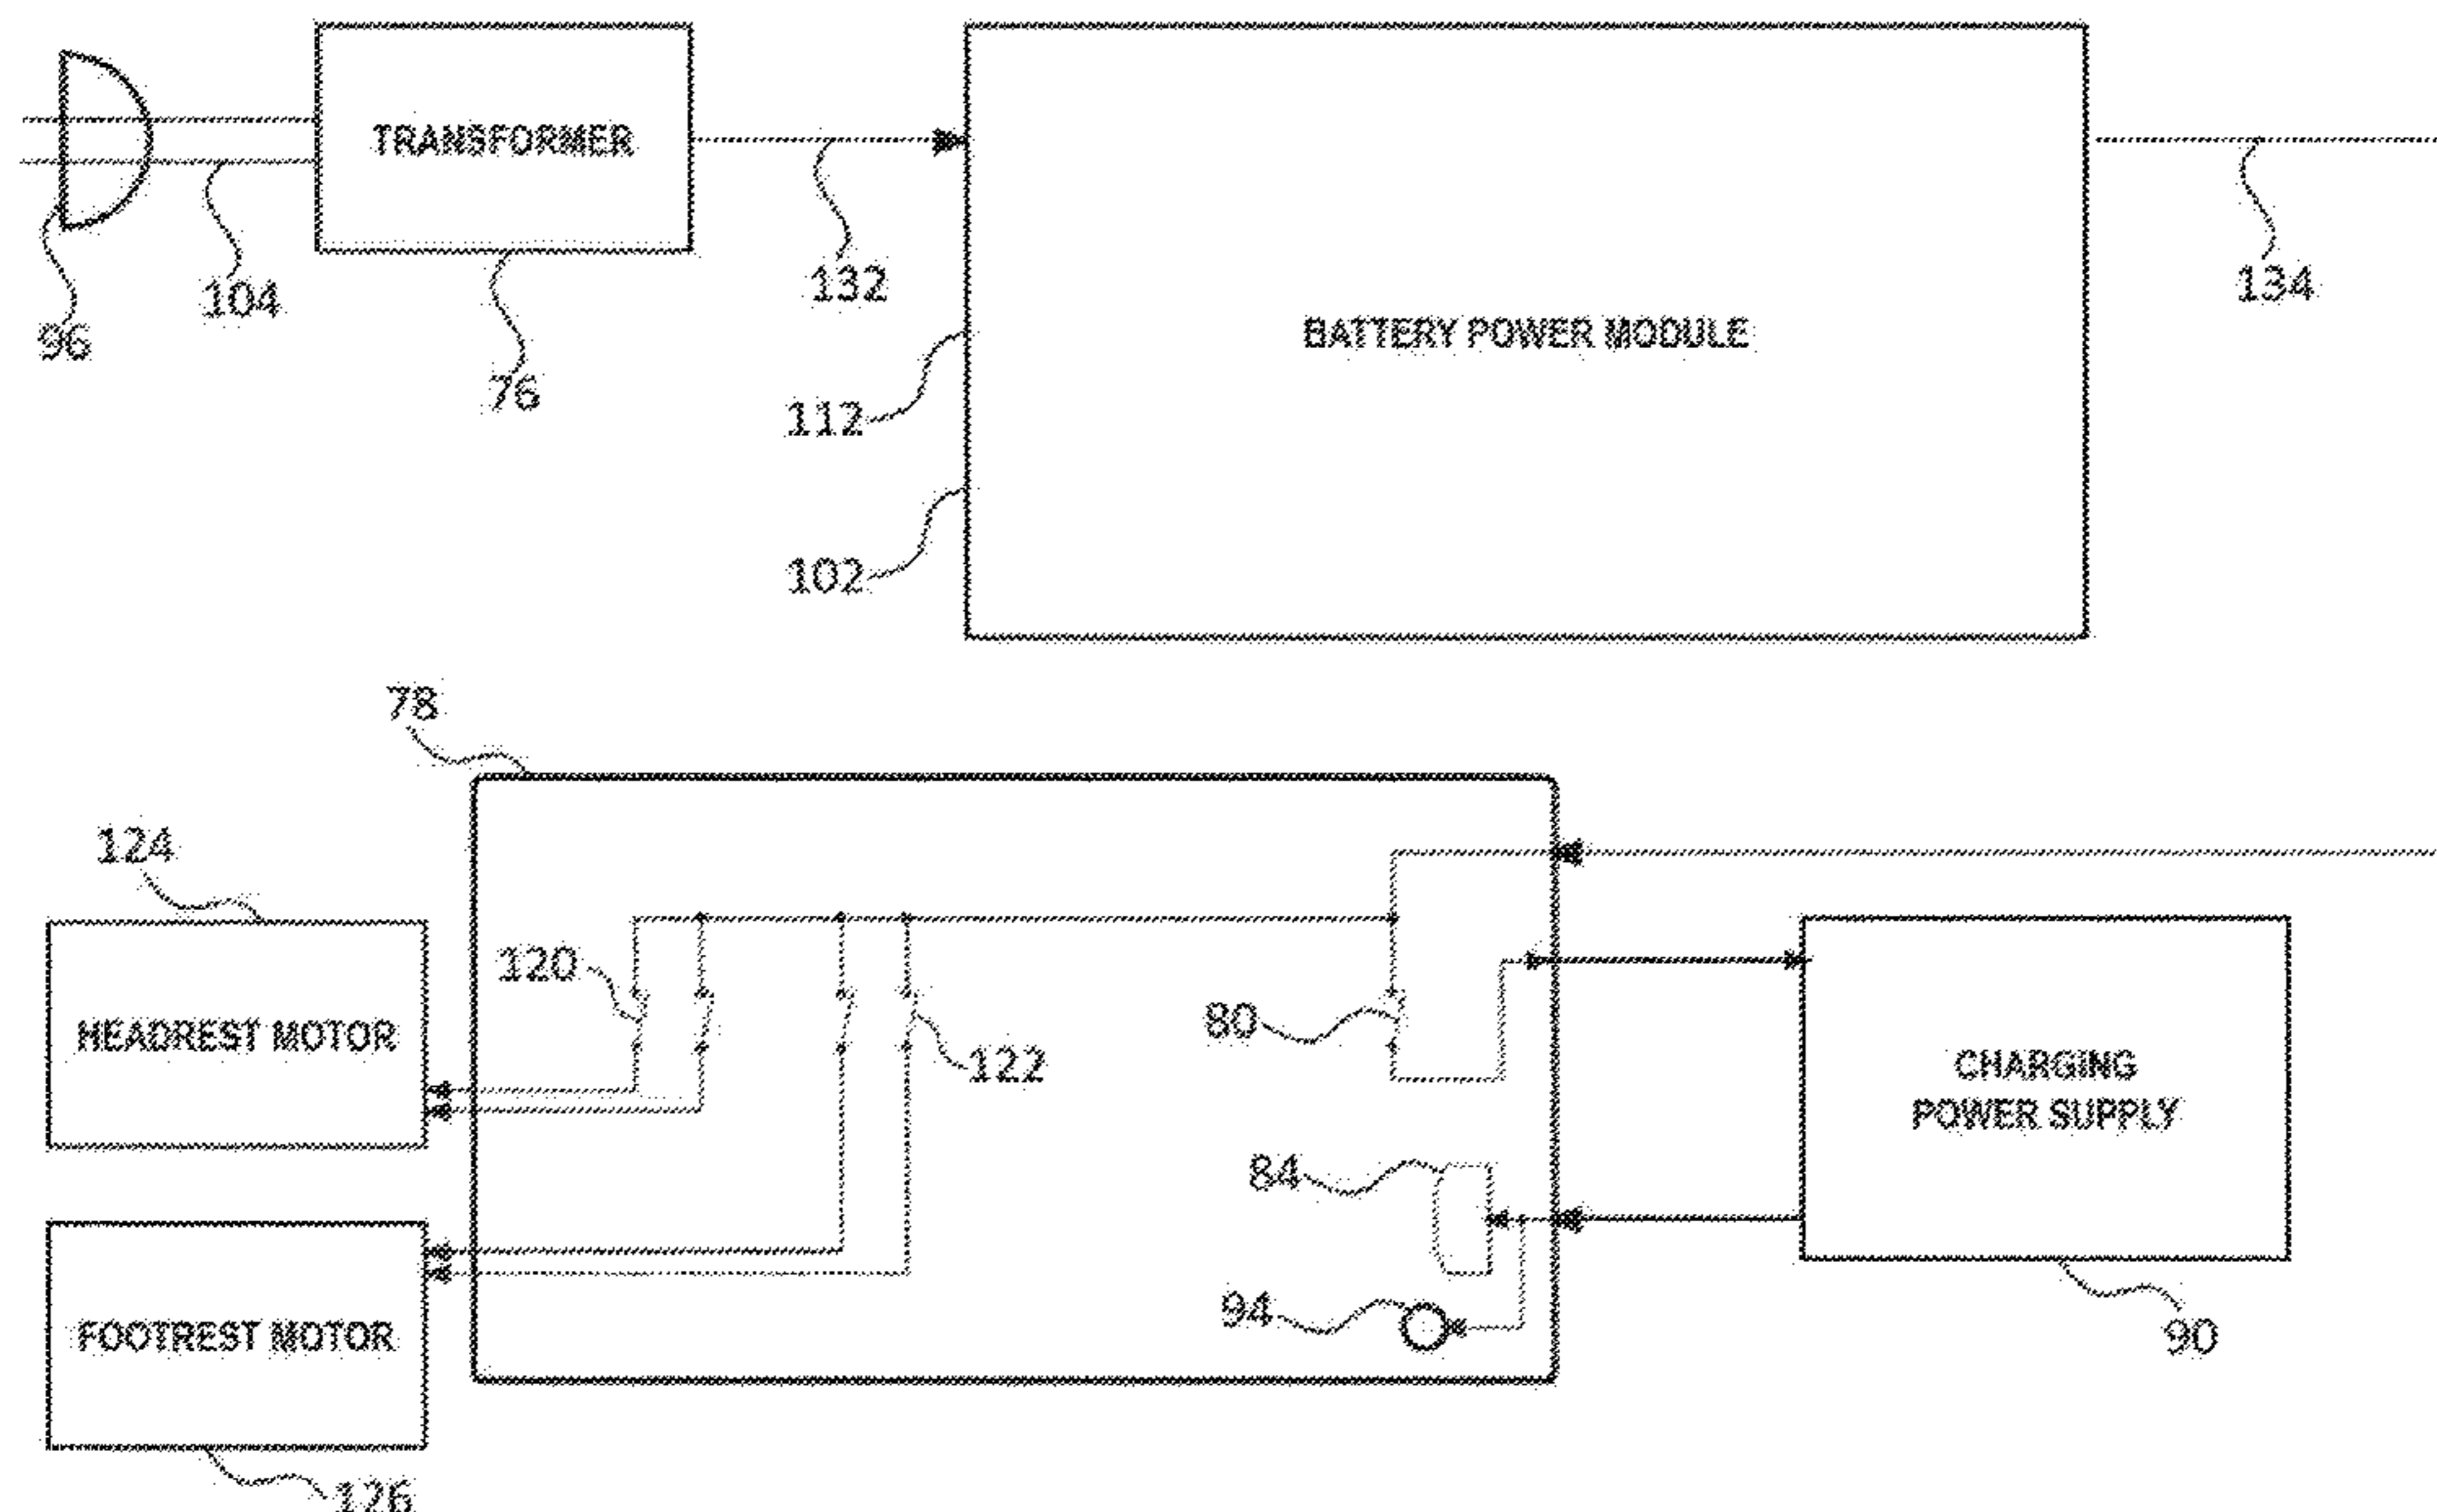 TRANSFORMER
BATTERY POWER MODULE
96
104
76
132
112
102
134
78
124
120
122
80
HEADREST MOTOR
CHARGING
POWER SUPPLY
84
94
90
FOOTREST MOTOR
126